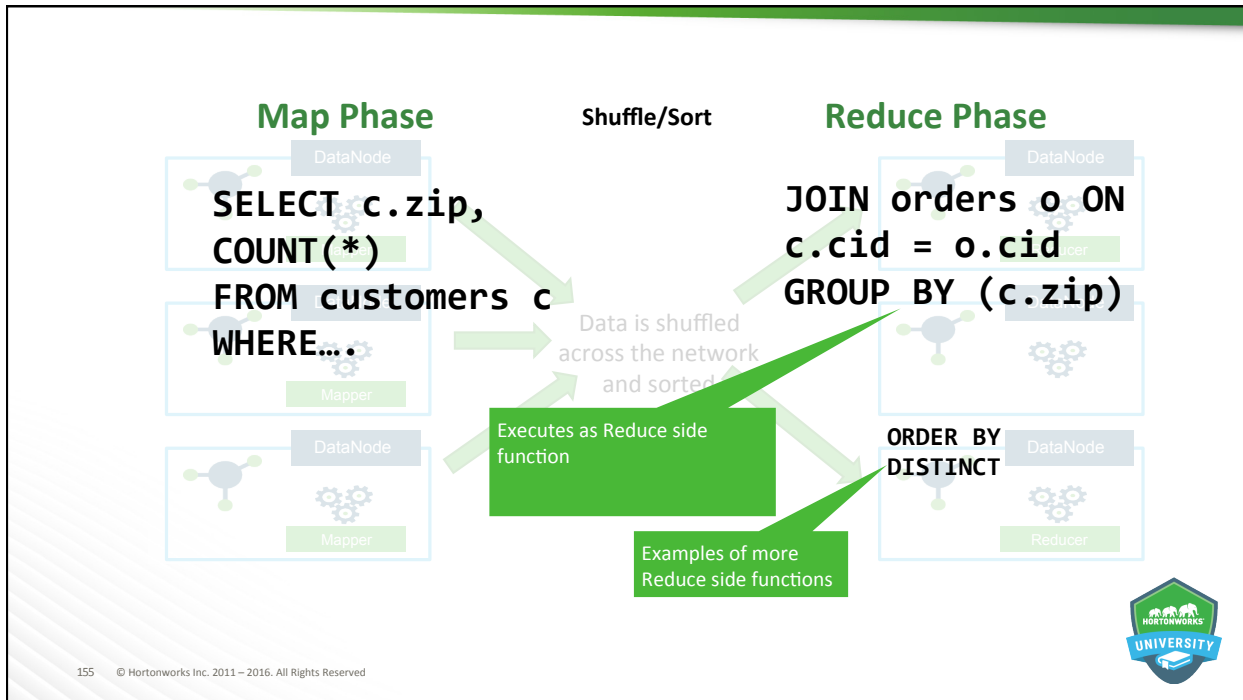 Map Phase
Shuffle/Sort
Reduce Phase
DataNode
SELECT c.zip,
COUNT(*)
FROM customers c
WHERE….
Mapper
DataNode
Mapper
Data is shuffled
across the network
and sorted
DataNode
JOIN orders o ON
c.cid = o.cid
GROUP BY (c.zip)
Executes as Reduce side
function
ORDER BY
DISTINCT
DataNode
Reducer
Examples of more
Reduce side functions
HORTONWORKS
UNIVERSITY
155 © Hortonworks Inc. 2011 – 2016. All Rights Reserved